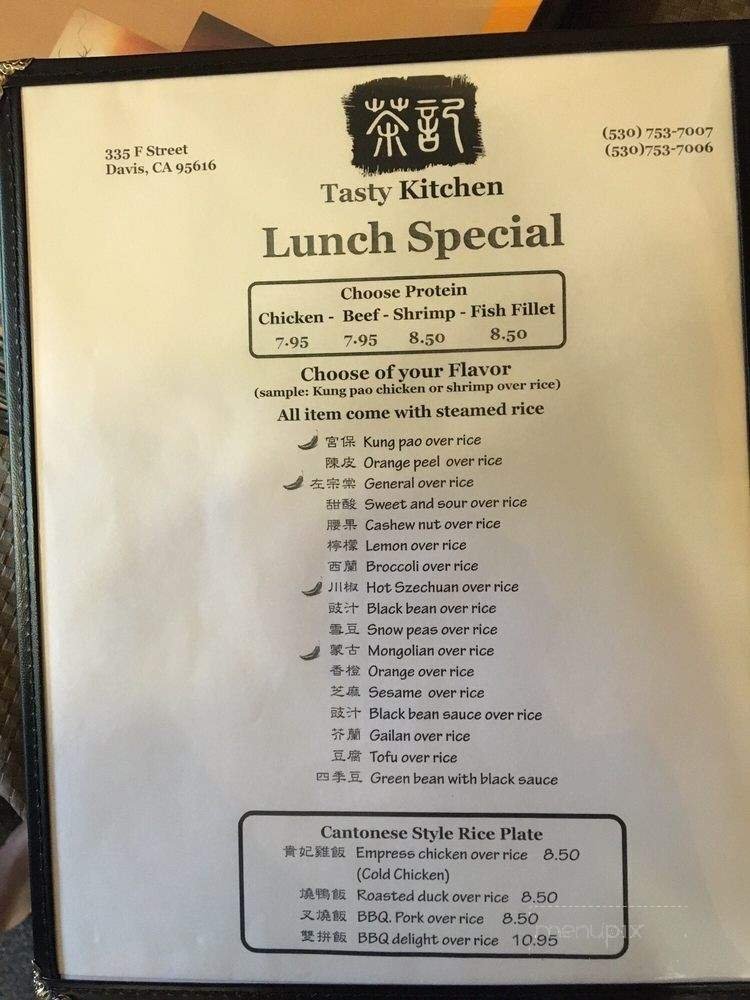 茶記
335 F Street
Davis, CA 95616
(530) 753-7007
(530)753-7006
Tasty Kitchen
Lunch Special
Choose Protein
Chicken - Beef - Shrimp - Fish Fillet
7.95 7.95 8.50 8.50
Choose of your Flavor
(sample: Kung pao chicken or shrimp over rice)
All item come with steamed rice
宮保 Kung pao over rice
陳皮 Orange peel over rice
左宗棠 General over rice
甜酸 Sweet and sour over rice
腰果 Cashew nut over rice
檸檬 Lemon over rice
西蘭 Broccoli over rice
川椒 Hot Szechuan over rice
豉汁 Black bean over rice
雪豆 Snow peas over rice
蒙古 Mongolian over rice
香橙 Orange over rice
芝麻 Sesame over rice
豉汁 Black bean sauce over rice
芥蘭 Gailan over rice
豆腐 Tofu over rice
四季豆 Green bean with black sauce
Cantonese Style Rice Plate
貴妃雞飯 Empress chicken over rice 8.50
(Cold Chicken)
燒鴨飯 Roasted duck over rice 8.50
叉燒飯 BBQ. Pork over rice 8.50
雙拼飯 BBQ delight over rice 10.95
menupix